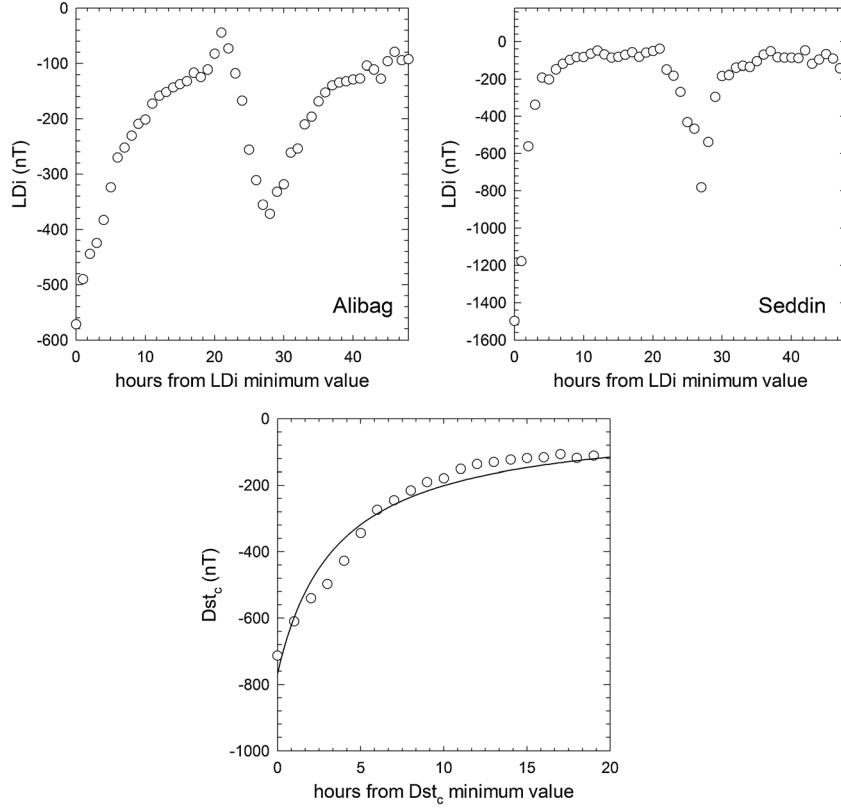 0
-100
-200
-300
-400
-500
-600
LDi (nT)
Alibag
0 10 20 30 40
hours from LDi minimum value
0
-200
-400
-600
-800
-1000
-1200
-1400
-1600
LDi (nT)
Seddin
0 10 20 30 40
hours from LDi minimum value
0
-200
-400
-600
-800
-1000
Dst_c (nT)
0 5 10 15 20
hours from Dst_c minimum value